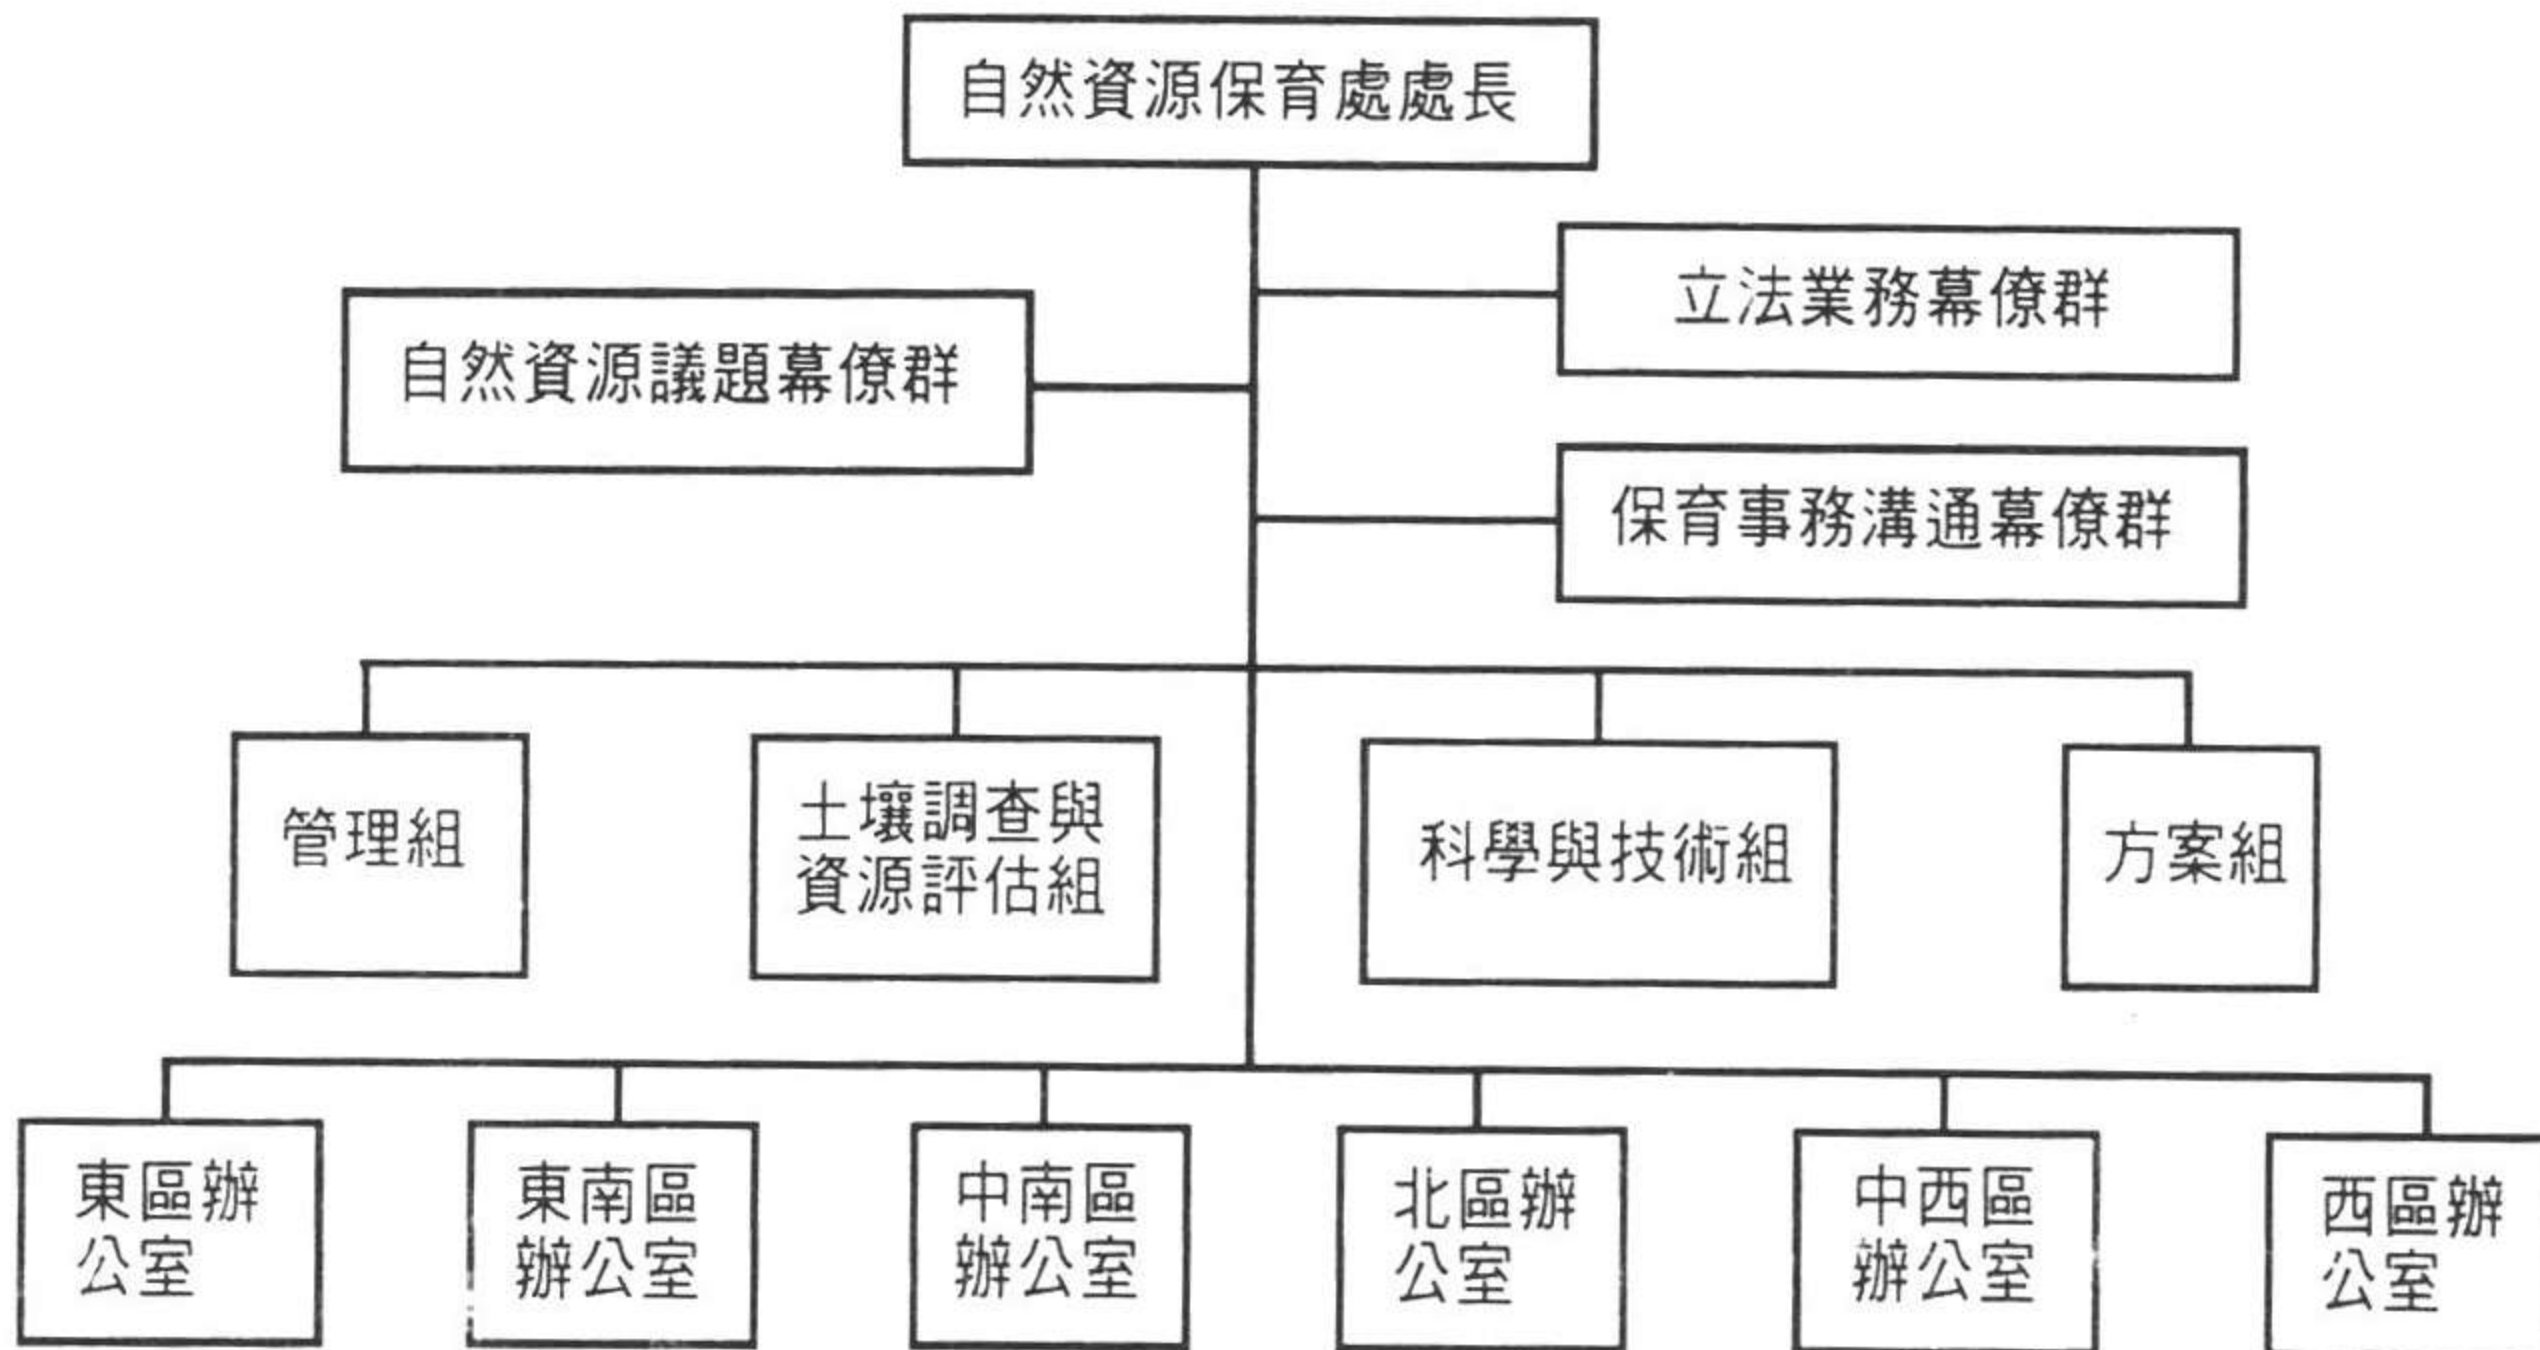 自然資源保育處處長
立法業務幕僚群
自然資源議題幕僚群
保育事務溝通幕僚群
管理組
土壤調查與
資源評估組
科學與技術組
方案組
東區辦
公室
東南區
辦公室
中南區
辦公室
北區辦
公室
中西區
辦公室
西區辦
公室